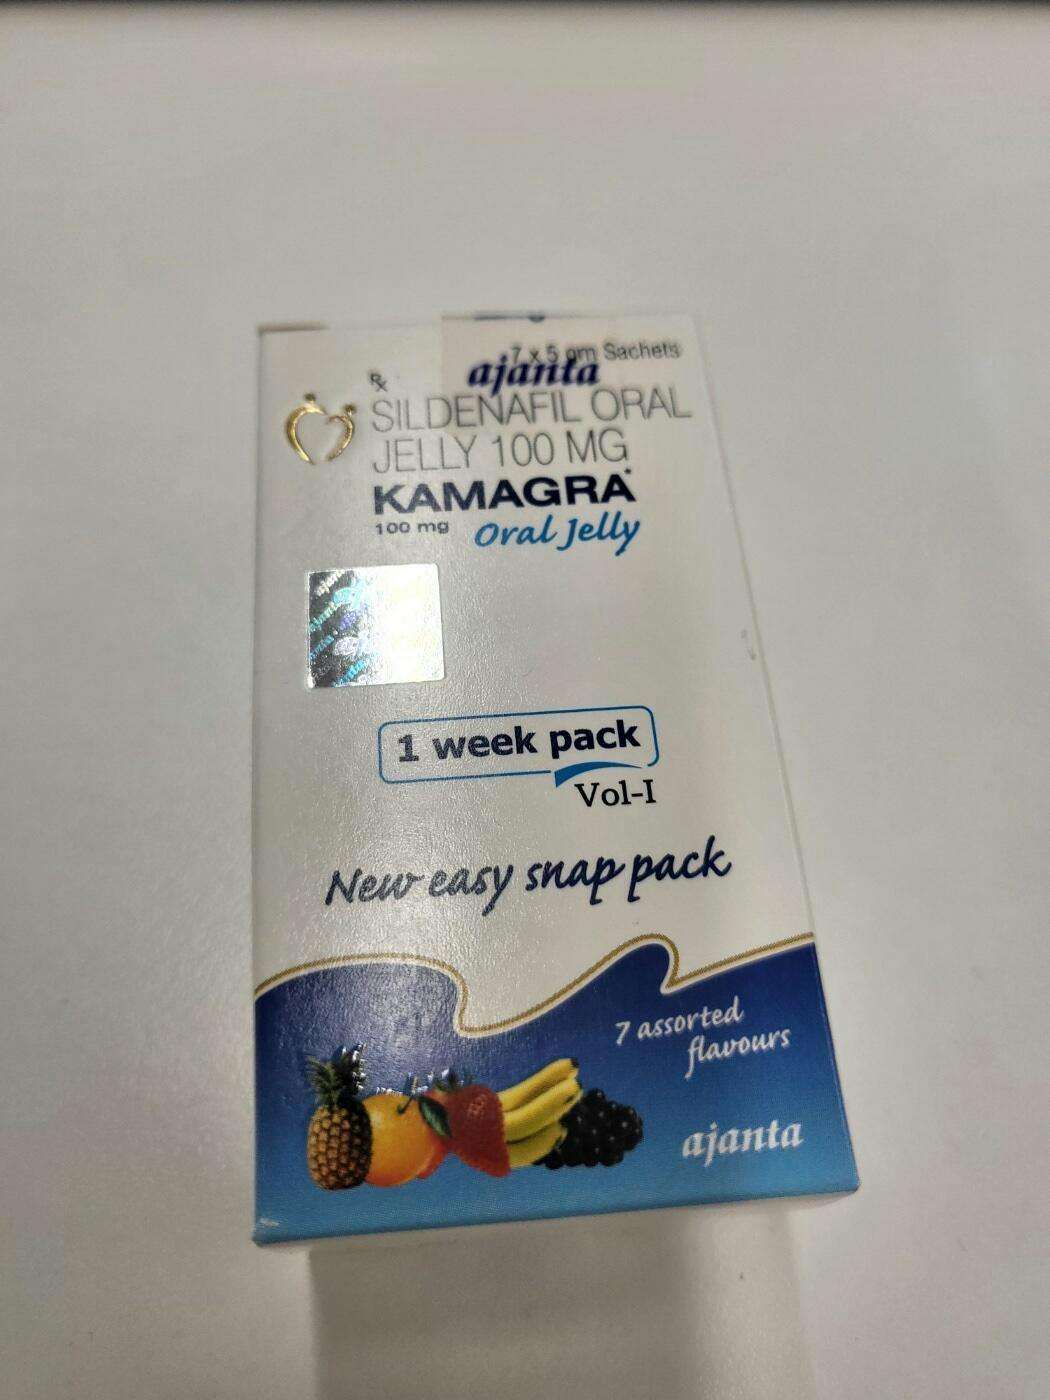 7 x 5 gm Sachets
ajanta
Rx
SILDENAFIL ORAL
JELLY 100 MG
KAMAGRA
100 mg Oral Jelly
1 week pack
Vol-I
New easy snap pack
7 assorted
flavours
ajanta